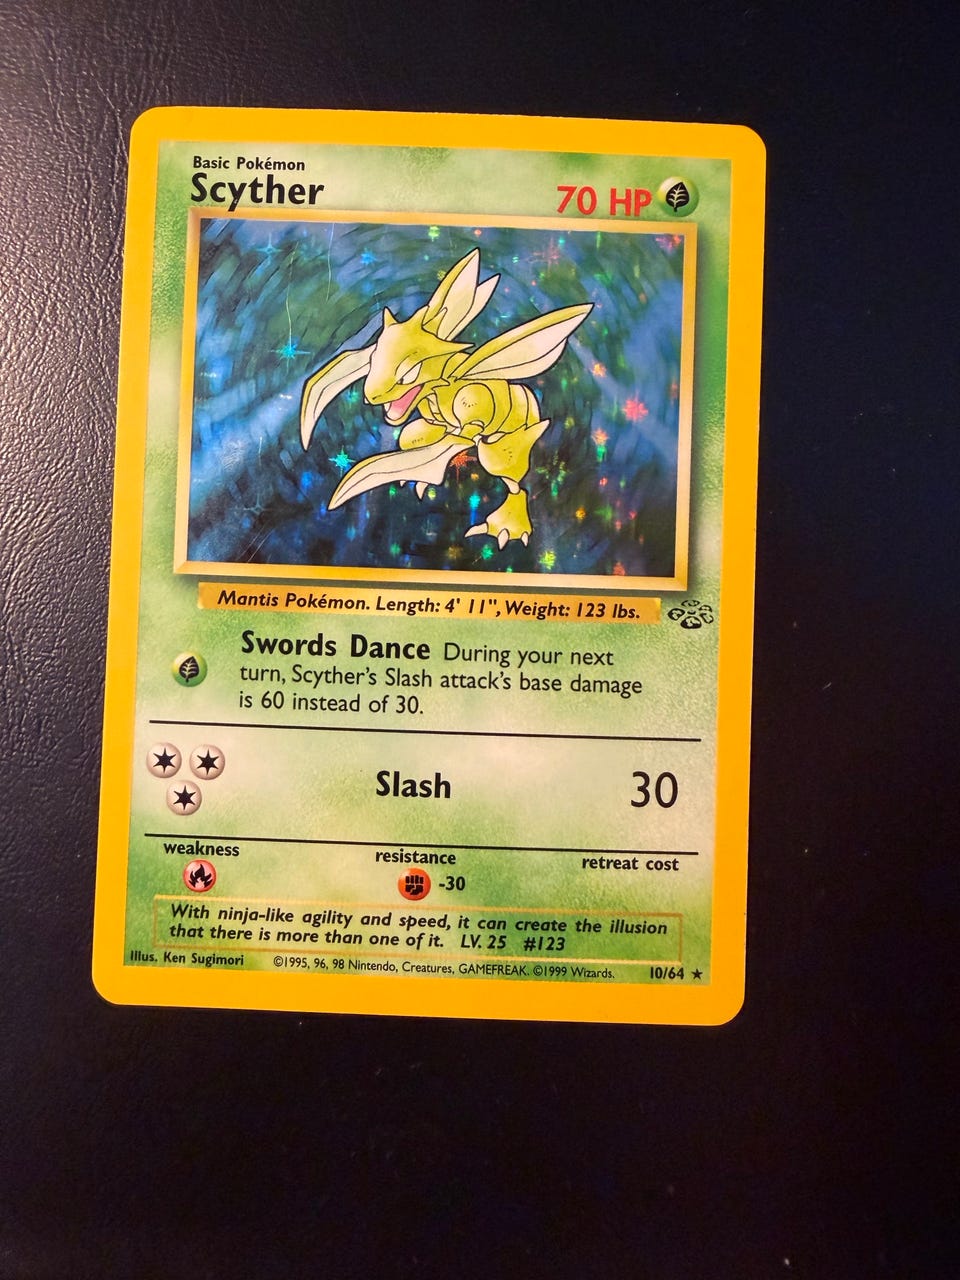 Basic Pokémon
Scyther
70 HP
Mantis Pokémon. Length: 4' 11", Weight: 123 lbs.
Swords Dance During your next
turn, Scyther's Slash attack's base damage
is 60 instead of 30.
Slash 30
weakness resistance retreat cost
-30
With ninja-like agility and speed, it can create the illusion
that there is more than one of it. LV. 25 #123
Illus. Ken Sugimori ©1995, 96, 98 Nintendo, Creatures, GAMEFREAK. ©1999 Wizards. 10/64 ★